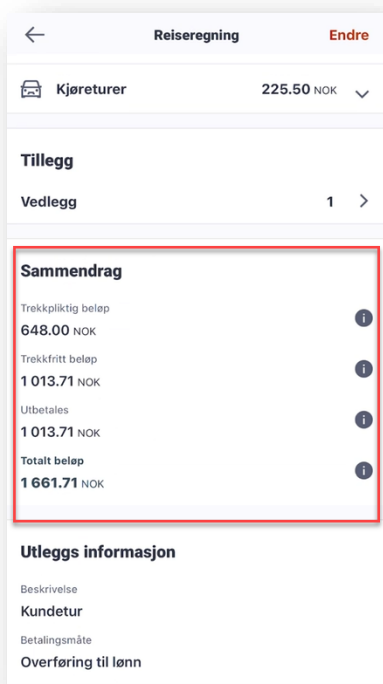 Reiseregning
Endre
Kjøreturer
225.50 NOK
Tillegg
Vedlegg
1
Sammendrag
Trekkpliktig beløp
648.00 NOK
Trekkfritt beløp
1 013.71 NOK
Utbetales
1 013.71 NOK
Totalt beløp
1 661.71 NOK
Utleggs informasjon
Beskrivelse
Kundetur
Betalingsmåte
Overføring til lønn